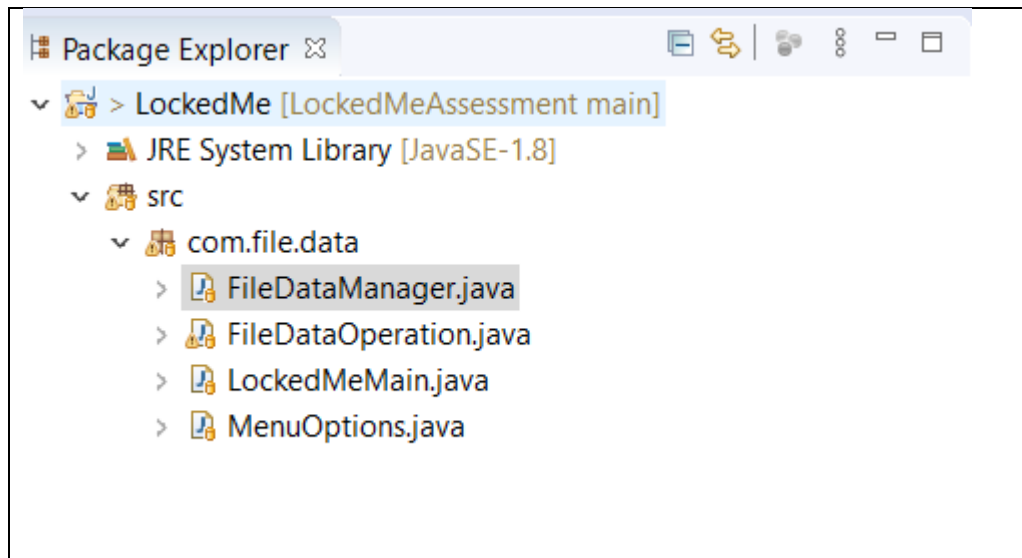 Package Explorer
> LockedMe [LockedMeAssessment main]
JRE System Library [JavaSE-1.8]
src
com.file.data
FileDataManager.java
FileDataOperation.java
LockedMeMain.java
MenuOptions.java